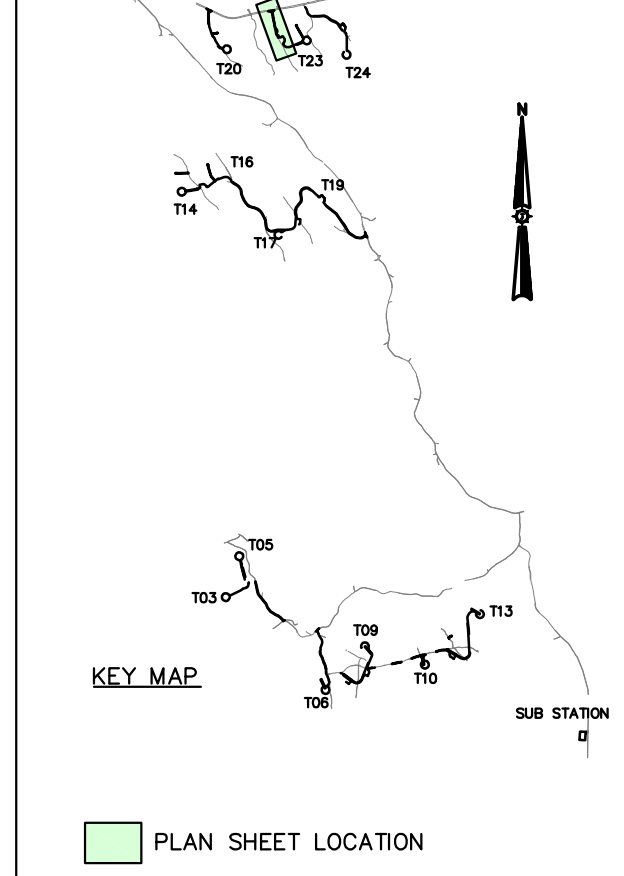 T20
T23
T24
N
T16
T14
T19
T17
T05
T03
T13
T09
T10
KEY MAP
T06
SUB STATION
PLAN SHEET LOCATION